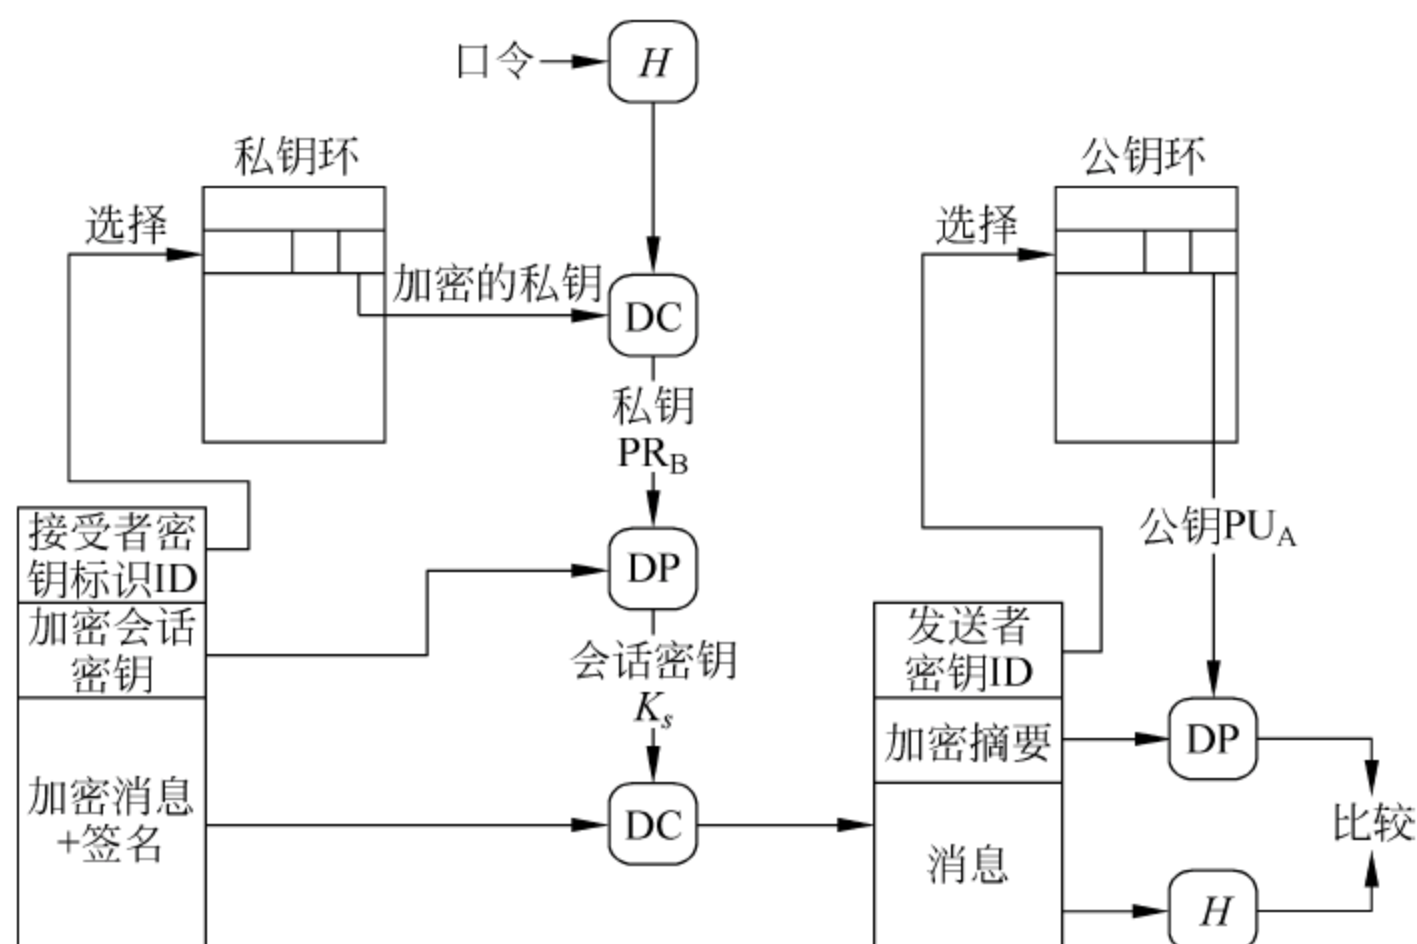 口令
H
私钥环
公钥环
选择
选择
加密的私钥
DC
私钥
PR_B
接受者密
钥标识ID
DP
公钥PU_A
加密会话
密钥
会话密钥
K_s
发送者
密钥ID
加密摘要
DP
加密消息
+签名
DC
比较
消息
H